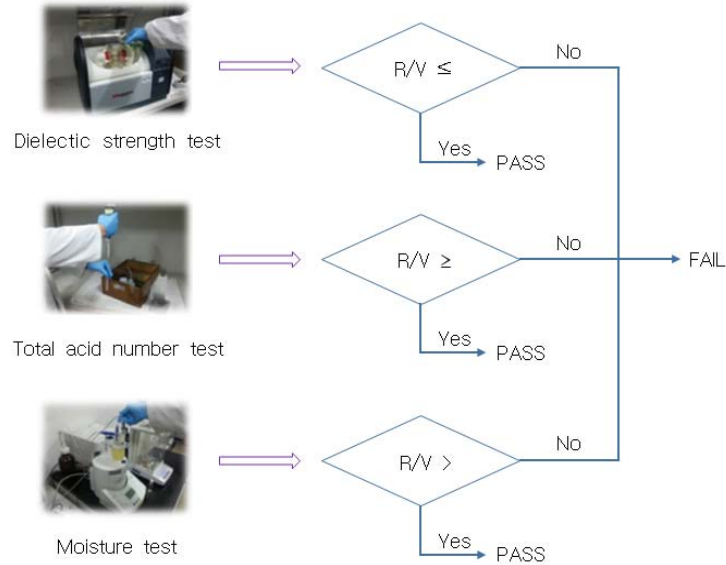 R/V ≤
No
Dielectic strength test
Yes
PASS
R/V ≥
No
FAIL
Total acid number test
Yes
PASS
R/V >
No
Moisture test
Yes
PASS